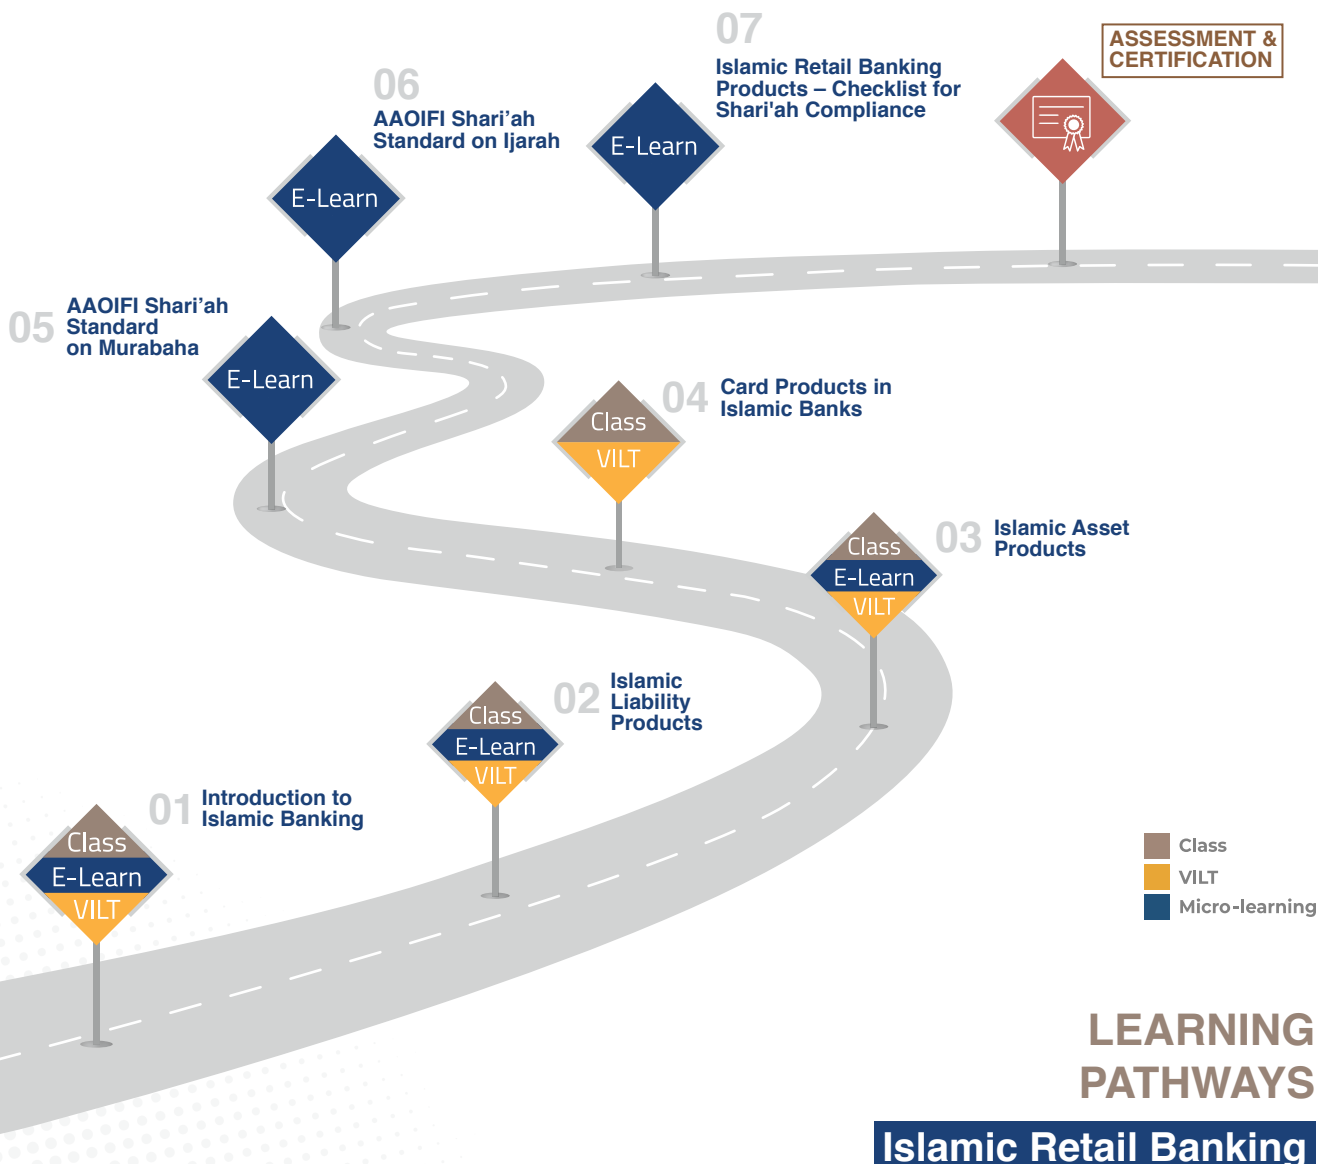 07
Islamic Retail Banking
Products – Checklist for
Shari'ah Compliance
E-Learn
ASSESSMENT &
CERTIFICATION
06
AAOIFI Shari’ah
Standard on Ijarah
E-Learn
05
AAOIFI Shari’ah
Standard
on Murabaha
E-Learn
04
Card Products in
Islamic Banks
Class
VILT
03
Islamic Asset
Products
Class
E-Learn
VILT
02
Islamic
Liability
Products
Class
E-Learn
VILT
01
Introduction to
Islamic Banking
Class
E-Learn
VILT
Class
VILT
Micro-learning
LEARNING
PATHWAYS
Islamic Retail Banking